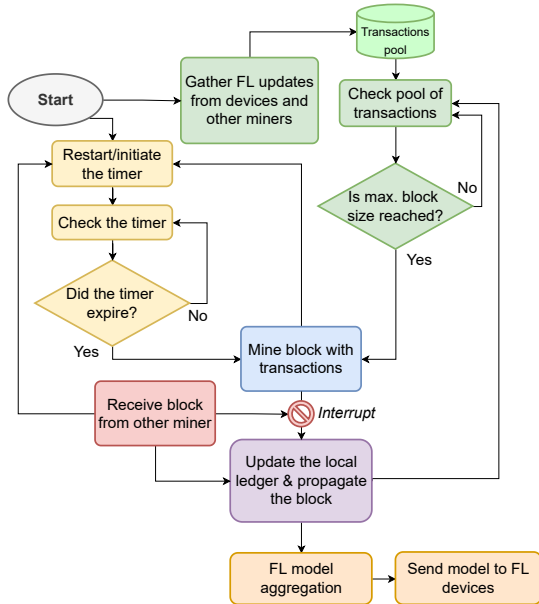 Transactions
pool
Gather FL updates
from devices and
other miners
Start
Check pool of
transactions
Restart/initiate
the timer
No
Is max. block
size reached?
Check the timer
Yes
Did the timer
expire?
No
Yes
Mine block with
transactions
Receive block
from other miner
Interrupt
Update the local
ledger & propagate
the block
FL model
aggregation
Send model to FL
devices